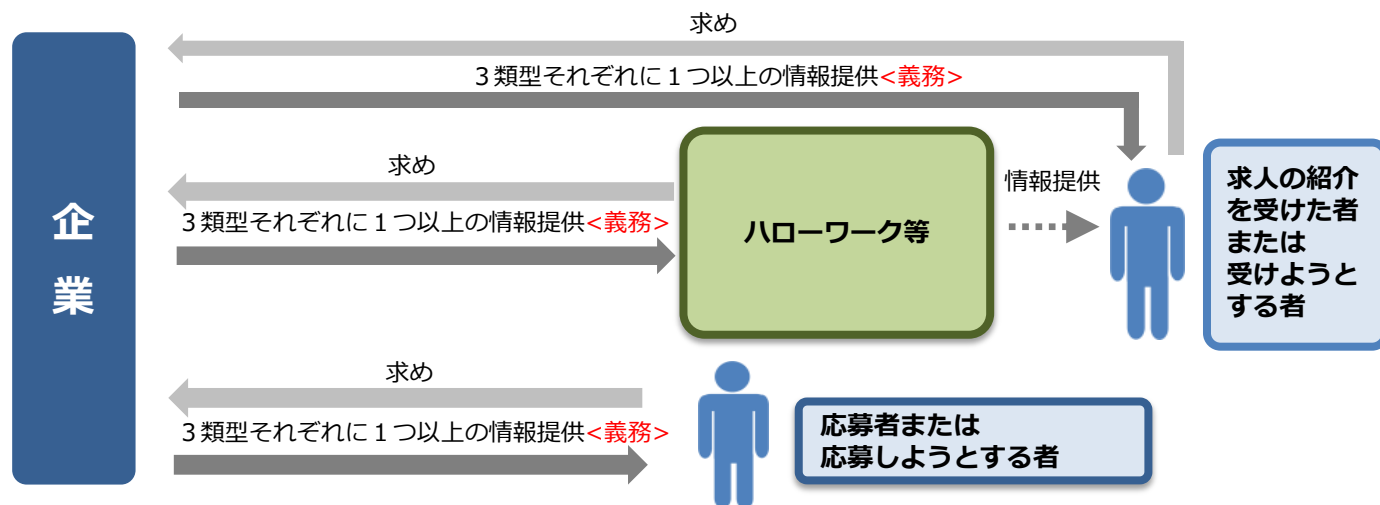 求め
３類型それぞれに１つ以上の情報提供<義務>
企
業
求め
３類型それぞれに１つ以上の情報提供<義務>
ハローワーク等
情報提供
求人の紹介
を受けた者
または
受けようと
する者
求め
３類型それぞれに１つ以上の情報提供<義務>
応募者または
応募しようとする者